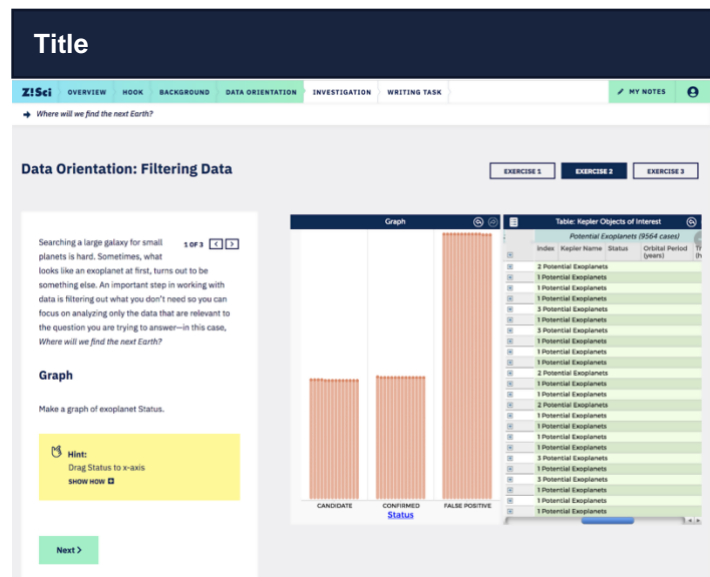 Title
Z!Sci OVERVIEW HOOK BACKGROUND DATA ORIENTATION INVESTIGATION WRITING TASK MY NOTES
Where will we find the next Earth?
Data Orientation: Filtering Data
EXERCISE 1 EXERCISE 2 EXERCISE 3
Searching a large galaxy for small
1 OF 3
planets is hard. Sometimes, what
looks like an exoplanet at first, turns out to be
something else. An important step in working with
data is filtering out what you don't need so you can
focus on analyzing only the data that are relevant to
the question you are trying to answer—in this case,
Where will we find the next Earth?
Graph
Make a graph of exoplanet Status.
Hint:
Drag Status to x-axis
SHOW HOW
Next
Graph
CANDIDATE CONFIRMED FALSE POSITIVE
Status
Table: Kepler Objects of Interest
Potential Exoplanets (9564 cases)
Index Kepler Name Status Orbital Period
(years)
2 Potential Exoplanets
1 Potential Exoplanets
1 Potential Exoplanets
1 Potential Exoplanets
3 Potential Exoplanets
1 Potential Exoplanets
3 Potential Exoplanets
1 Potential Exoplanets
1 Potential Exoplanets
1 Potential Exoplanets
2 Potential Exoplanets
1 Potential Exoplanets
1 Potential Exoplanets
2 Potential Exoplanets
1 Potential Exoplanets
1 Potential Exoplanets
1 Potential Exoplanets
1 Potential Exoplanets
3 Potential Exoplanets
1 Potential Exoplanets
3 Potential Exoplanets
1 Potential Exoplanets
1 Potential Exoplanets
1 Potential Exoplanets